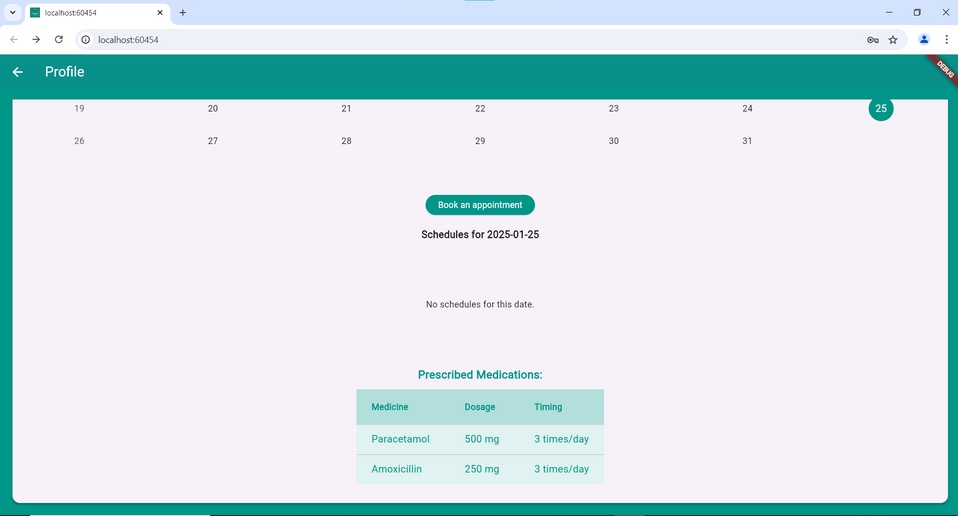 localhost:60454
localhost:60454
Profile
DEBUG
19 20 21 22 23 24 25
26 27 28 29 30 31
Book an appointment
Schedules for 2025-01-25
No schedules for this date.
Prescribed Medications:
Medicine Dosage Timing
Paracetamol 500 mg 3 times/day
Amoxicillin 250 mg 3 times/day